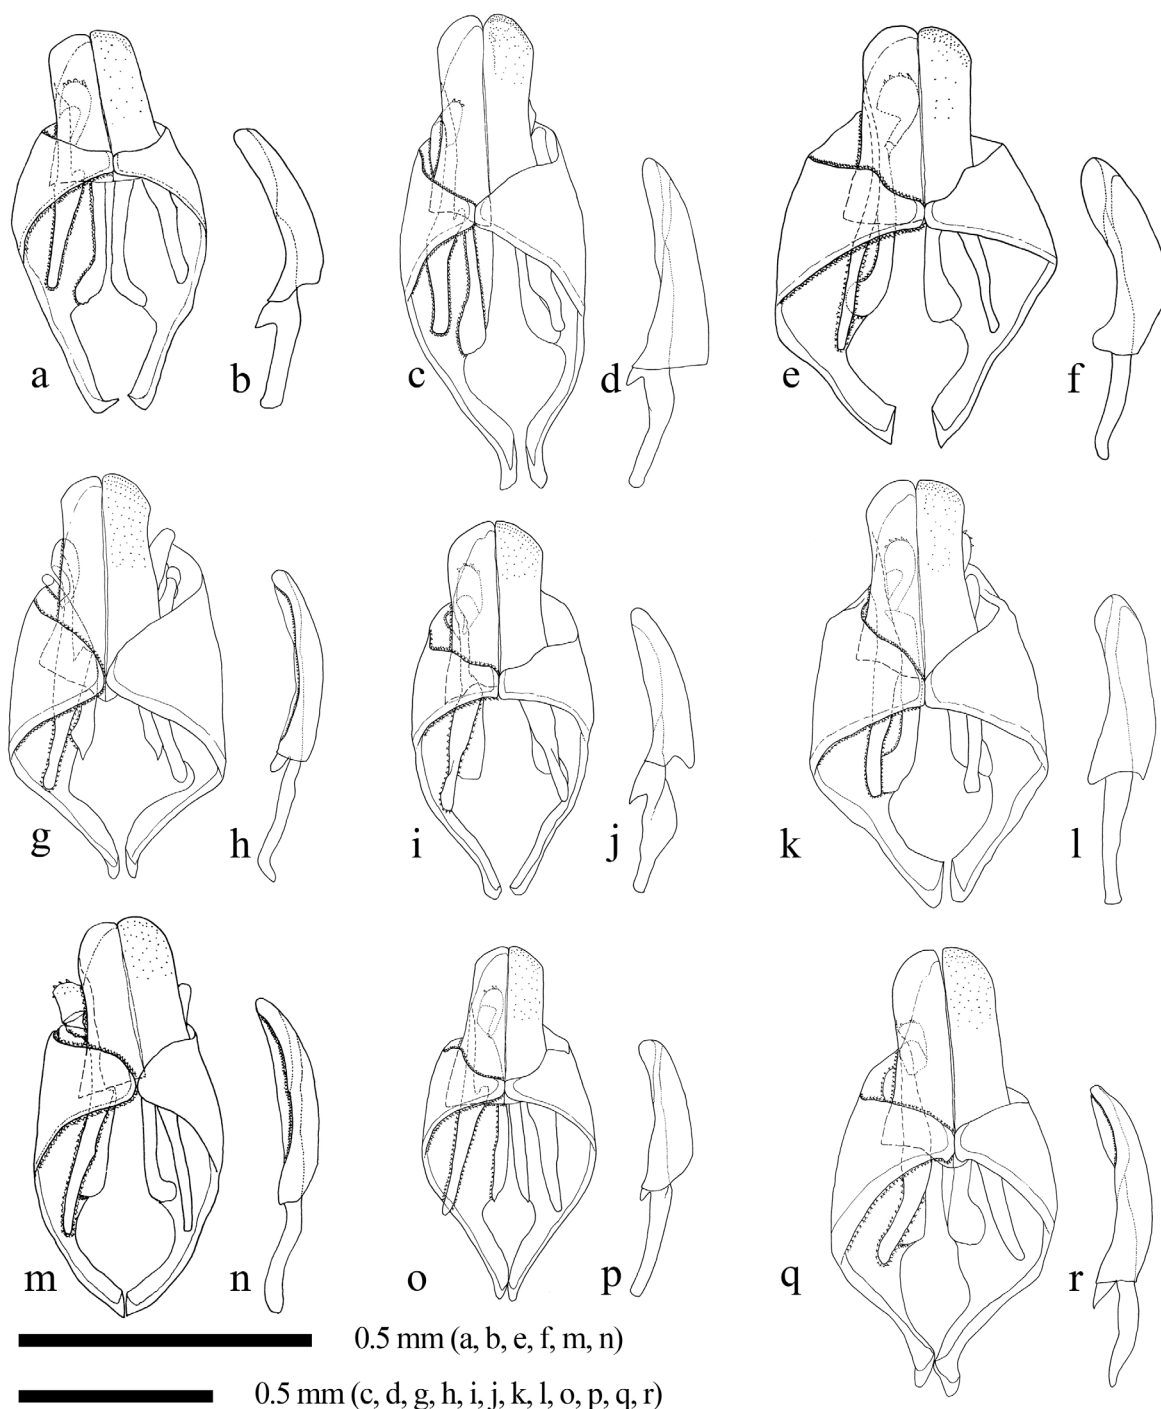 a
b
c
d
e
f
g
h
i
j
k
l
m
n
o
p
q
r
0.5 mm (a, b, e, f, m, n)
0.5 mm (c, d, g, h, i, j, k, l, o, p, q, r)